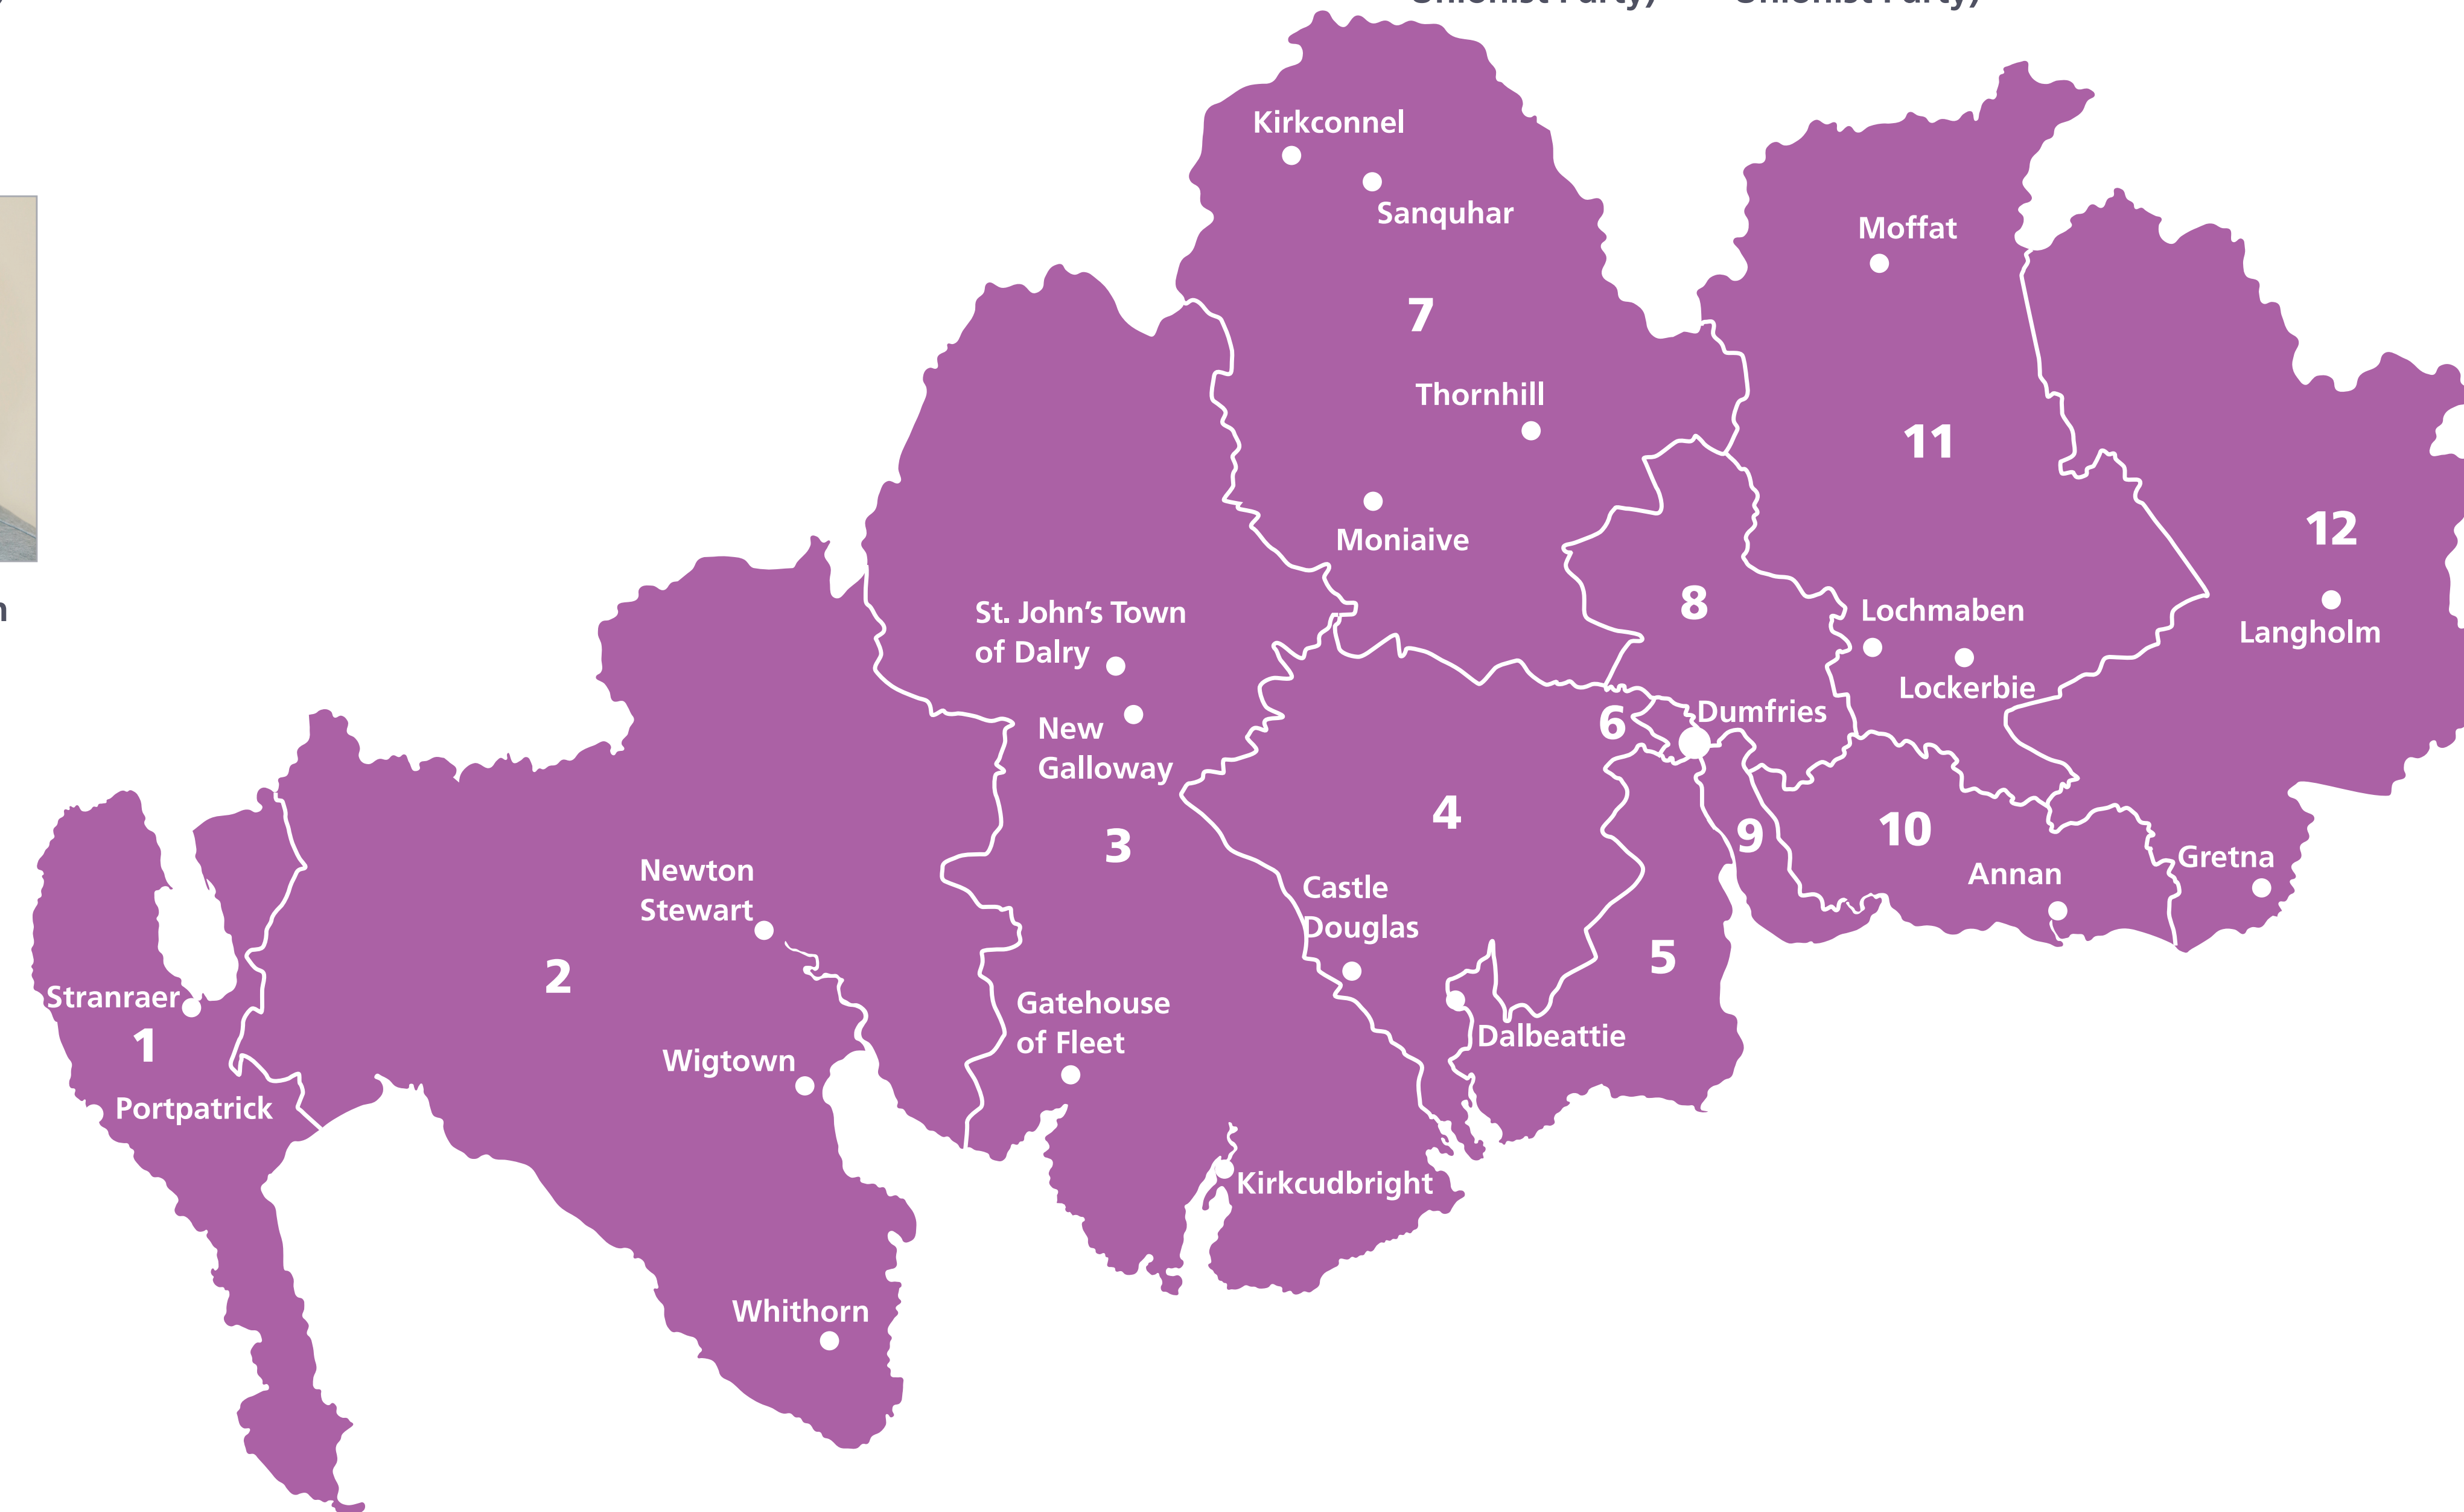 Kirkconnel
Sanquhar
Moffat
7
Thornhill
11
12
Moniaive
St. John’s Town
of Dalry
8
Lochmaben
Langholm
Lockerbie
6
Dumfries
New
Galloway
4
3
9
10
Gretna
Annan
Newton
Stewart
Castle
Douglas
2
5
Stranraer
1
Gatehouse
of Fleet
Dalbeattie
Wigtown
Portpatrick
Kirkcudbright
Whithorn